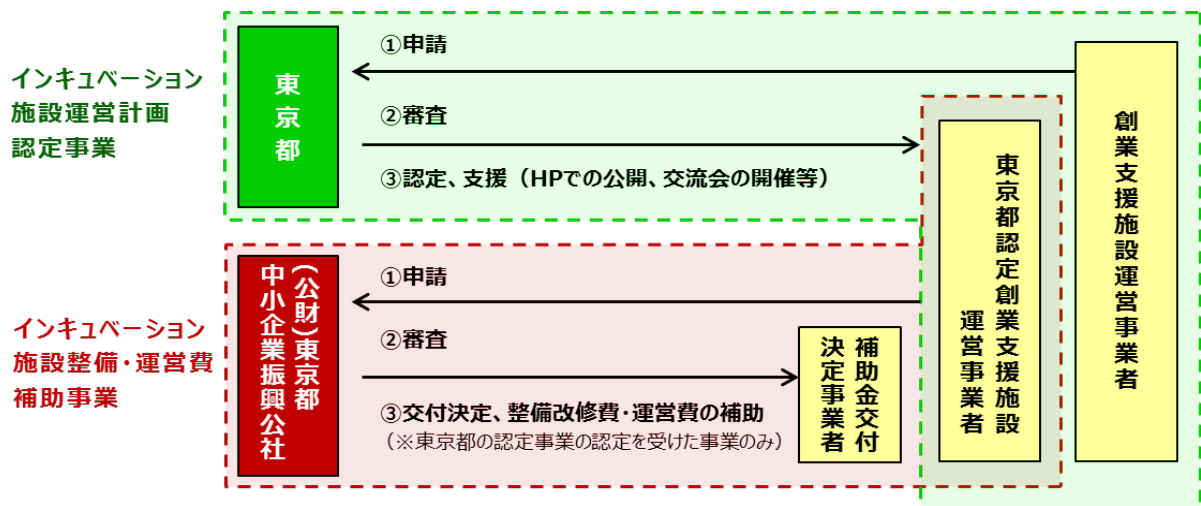 インキュベーション
施設運営計画
認定事業
東京都
①申請
②審査
③認定、支援（HPでの公開、交流会の開催等）
創業支援施設運営事業者
東京都認定創業支援施設
運営事業者
インキュベーション
施設整備・運営費
補助事業
（公財）東京都
中小企業振興公社
①申請
②審査
③交付決定、整備改修費・運営費の補助
（※東京都の認定事業の認定を受けた事業のみ）
補助金交付
決定事業者